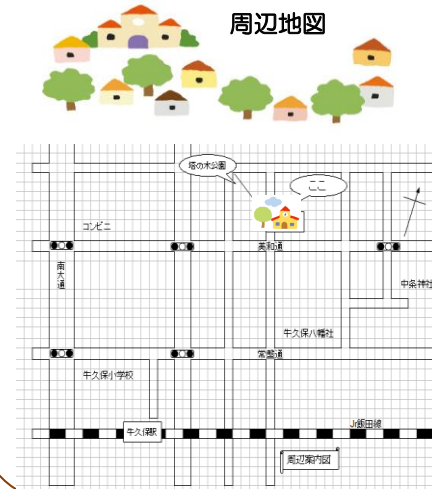 周辺地図
塔の木公園
ここ
コンビニ
美和通
南大通
中条神社
牛久保八幡社
常盤通
牛久保小学校
Jr飯田線
牛久保駅
周辺案内図